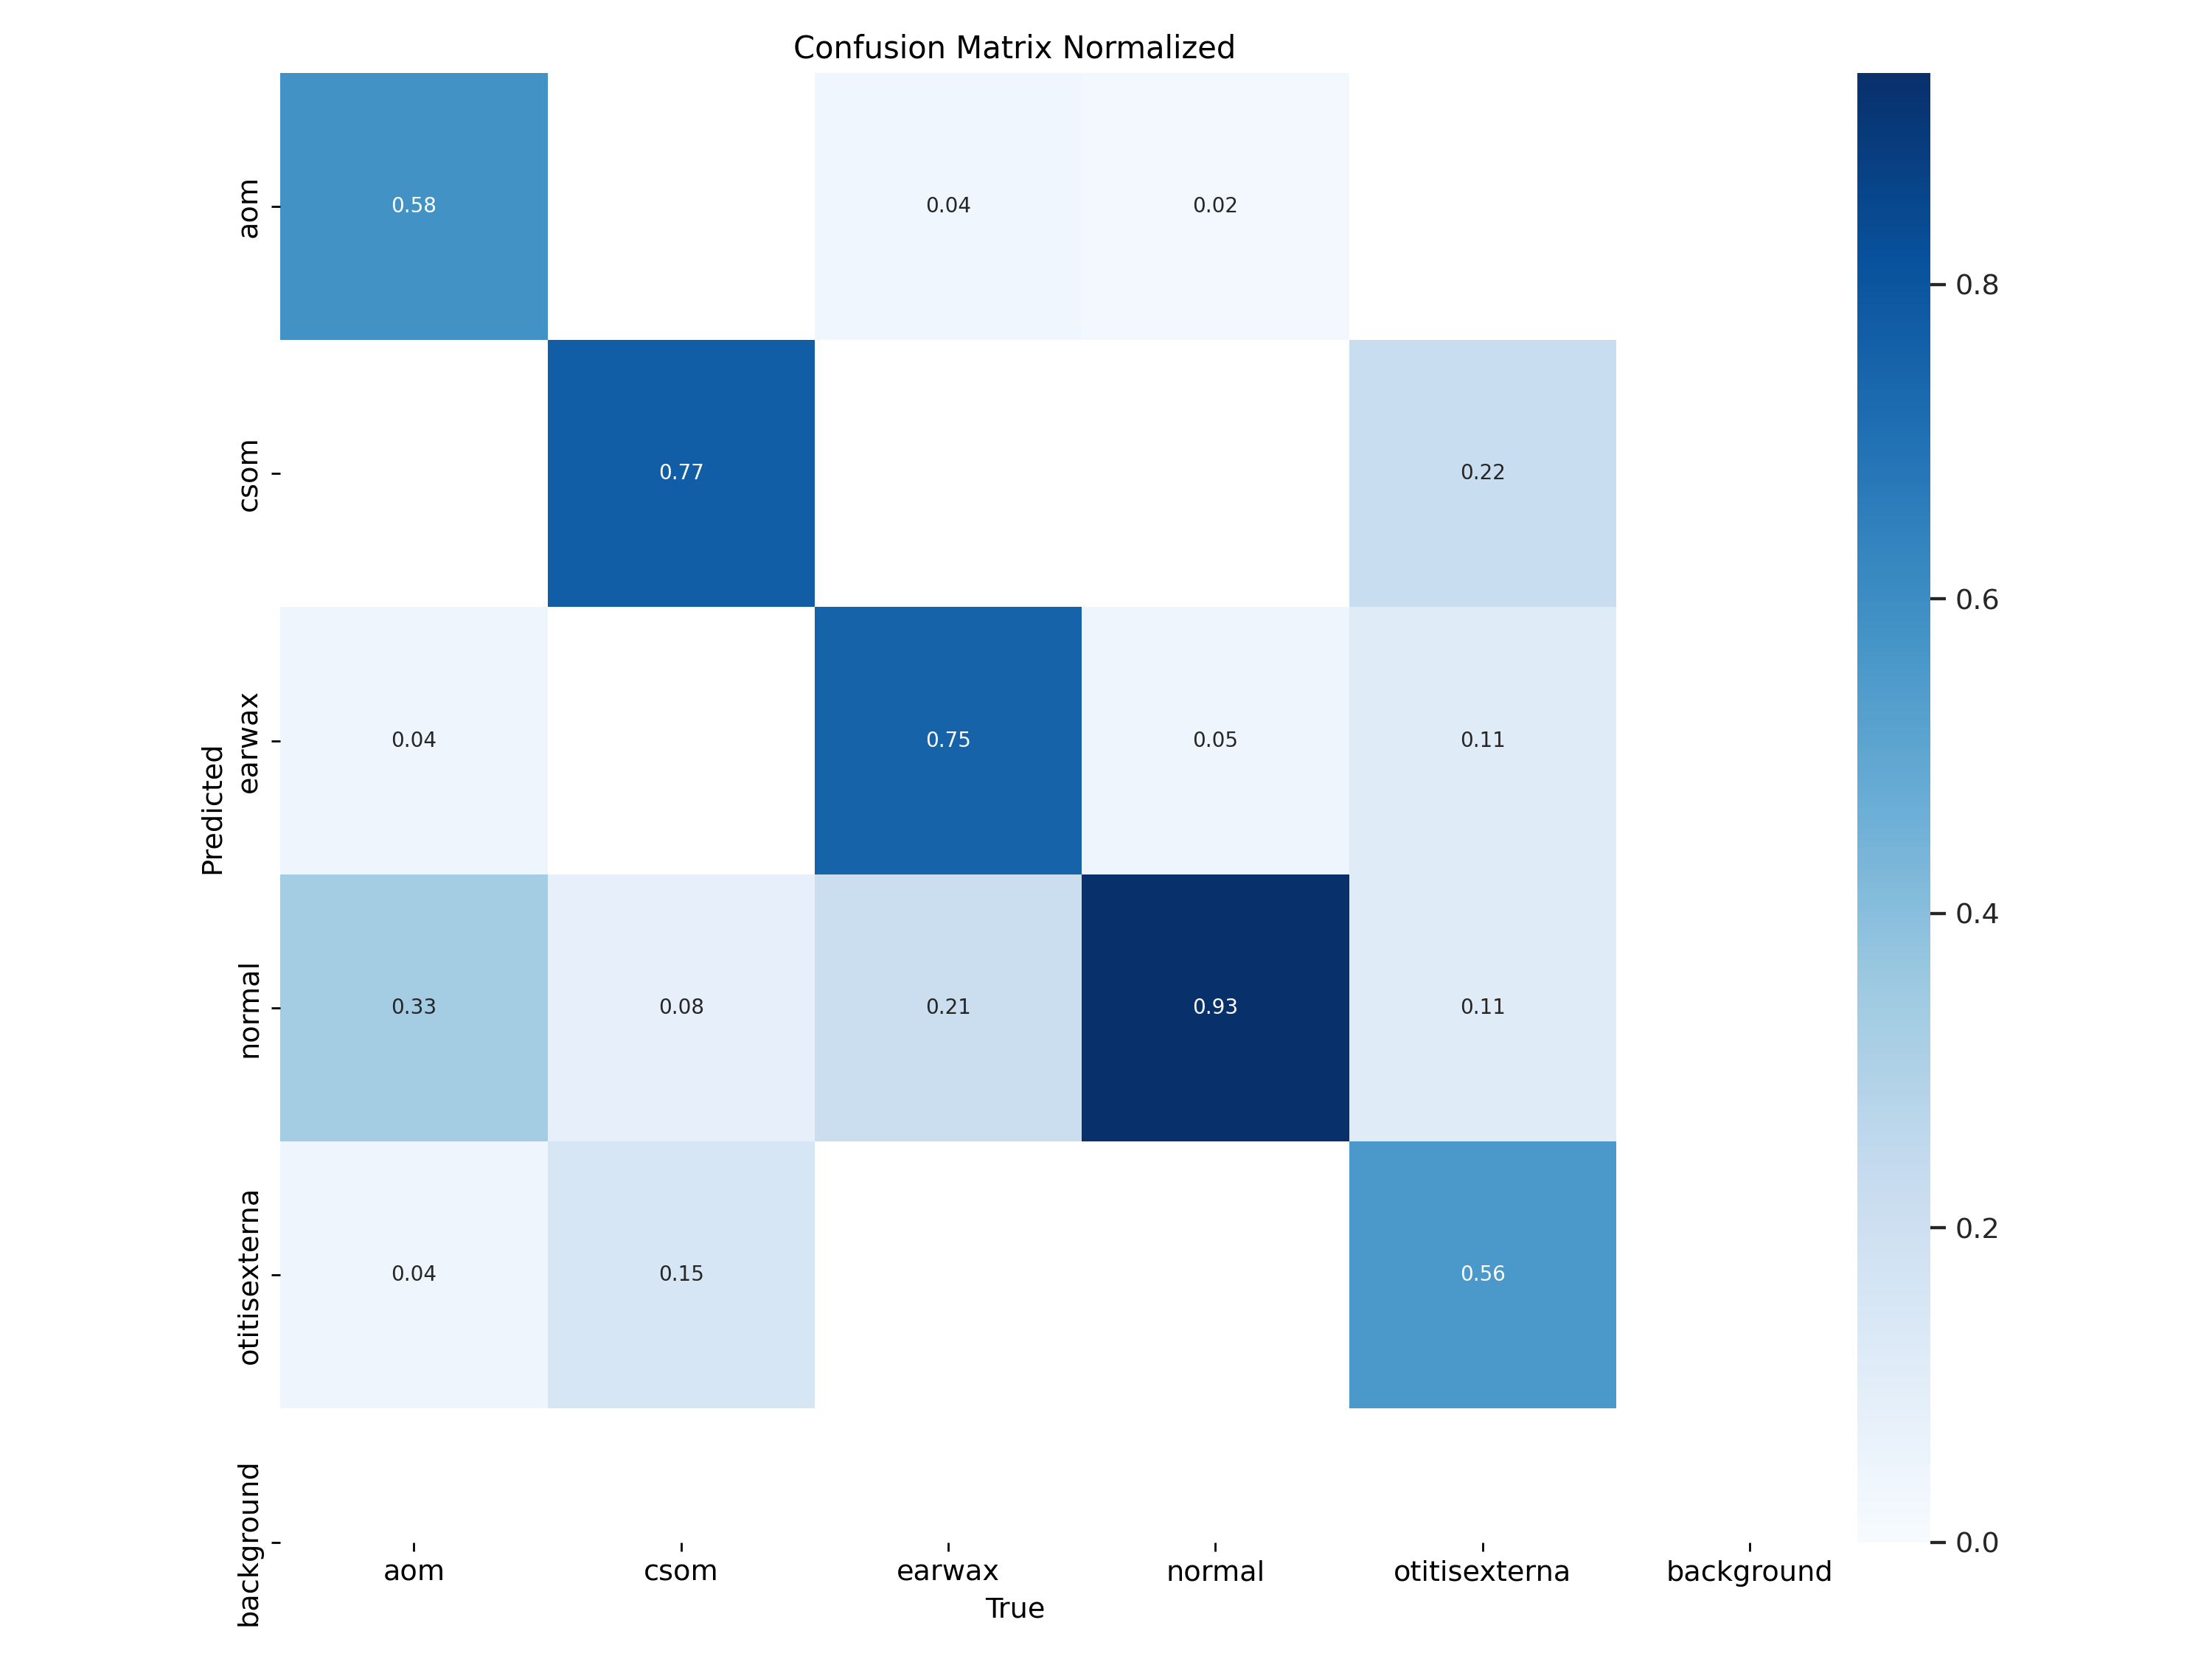 Confusion Matrix Normalized
aom
0.58
0.04
0.02
csom
0.77
0.22
earwax
0.04
0.75
0.05
0.11
normal
0.33
0.08
0.21
0.93
0.11
otitisexterna
0.04
0.15
0.56
background
Predicted
aom csom earwax normal otitisexterna background
True
0.8
0.6
0.4
0.2
0.0